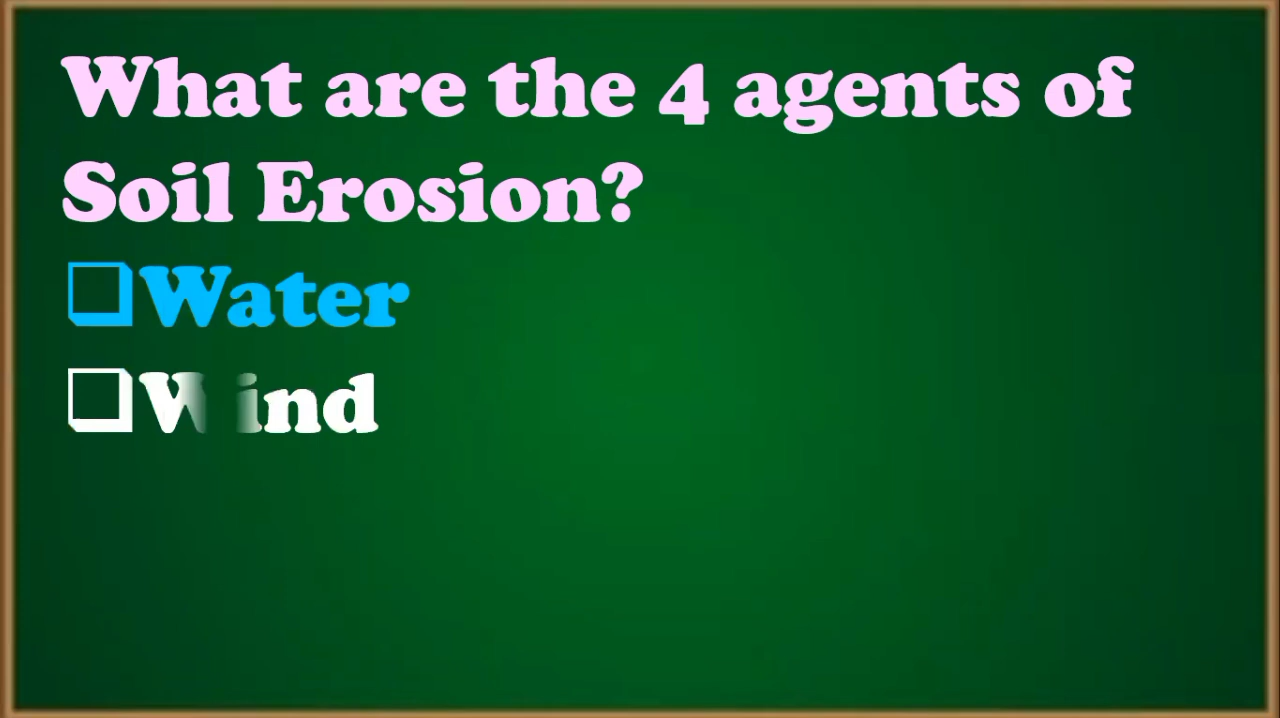 What are the 4 agents of
Soil Erosion?
❑Water
❑Wind